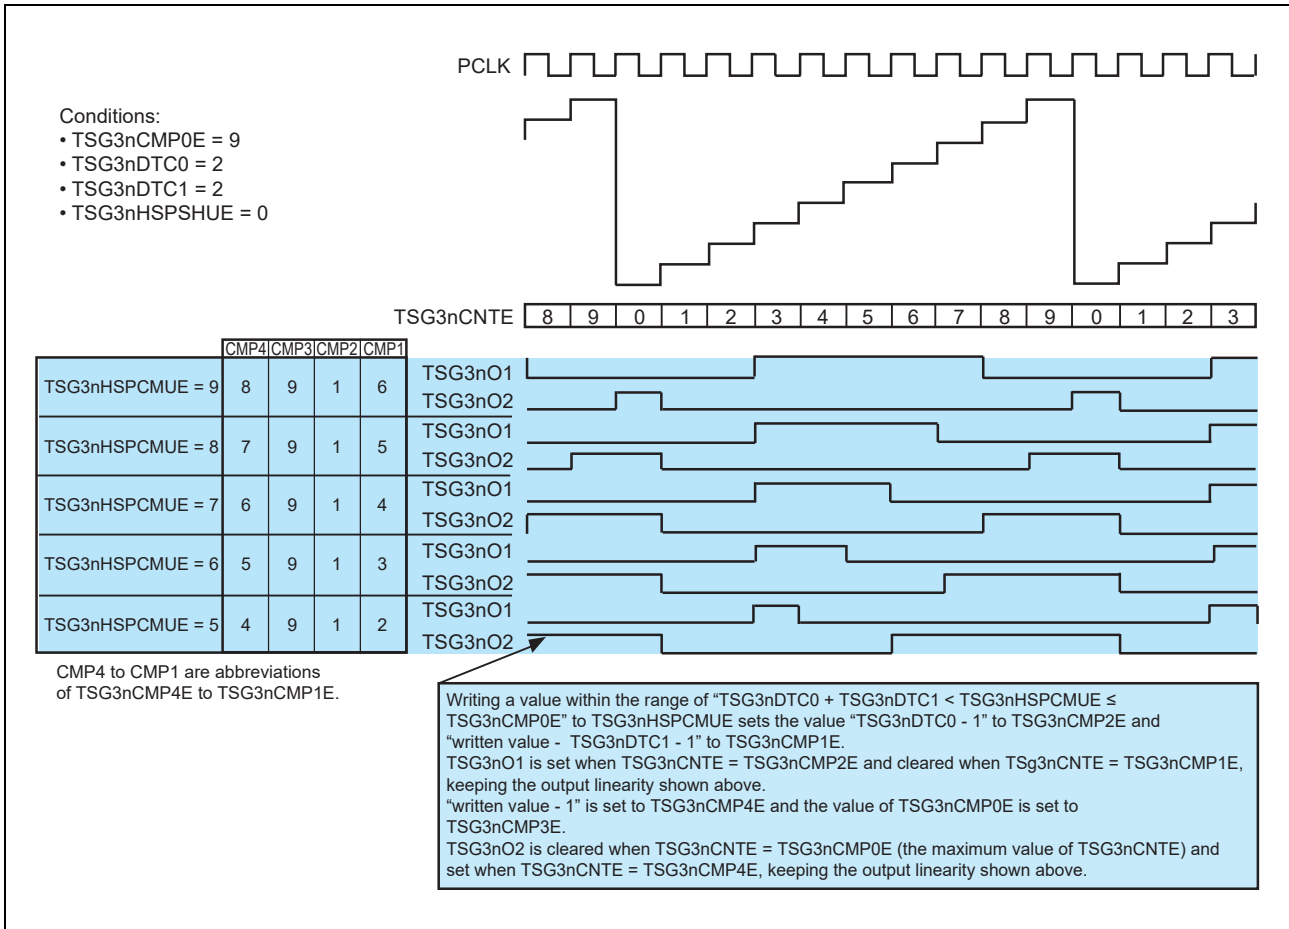 PCLK
Conditions:
• TSG3nCMP0E = 9
• TSG3nDTC0 = 2
• TSG3nDTC1 = 2
• TSG3nHSPSHUE = 0
TSG3nCNTE 8 9 0 1 2 3 4 5 6 7 8 9 0 1 2 3
CMP4 CMP3 CMP2 CMP1
TSG3nHSPCMUE = 9 8 9 1 6
TSG3nO1
TSG3nO2
TSG3nHSPCMUE = 8 7 9 1 5
TSG3nO1
TSG3nO2
TSG3nHSPCMUE = 7 6 9 1 4
TSG3nO1
TSG3nO2
TSG3nHSPCMUE = 6 5 9 1 3
TSG3nO1
TSG3nO2
TSG3nHSPCMUE = 5 4 9 1 2
TSG3nO1
TSG3nO2
CMP4 to CMP1 are abbreviations
of TSG3nCMP4E to TSG3nCMP1E.
Writing a value within the range of “TSG3nDTC0 + TSG3nDTC1 < TSG3nHSPCMUE ≤
TSG3nCMP0E” to TSG3nHSPCMUE sets the value “TSG3nDTC0 - 1” to TSG3nCMP2E and
“written value - TSG3nDTC1 - 1” to TSG3nCMP1E.
TSG3nO1 is set when TSG3nCNTE = TSG3nCMP2E and cleared when TSg3nCNTE = TSG3nCMP1E,
keeping the output linearity shown above.
“written value - 1” is set to TSG3nCMP4E and the value of TSG3nCMP0E is set to
TSG3nCMP3E.
TSG3nO2 is cleared when TSG3nCNTE = TSG3nCMP0E (the maximum value of TSG3nCNTE) and
set when TSG3nCNTE = TSG3nCMP4E, keeping the output linearity shown above.